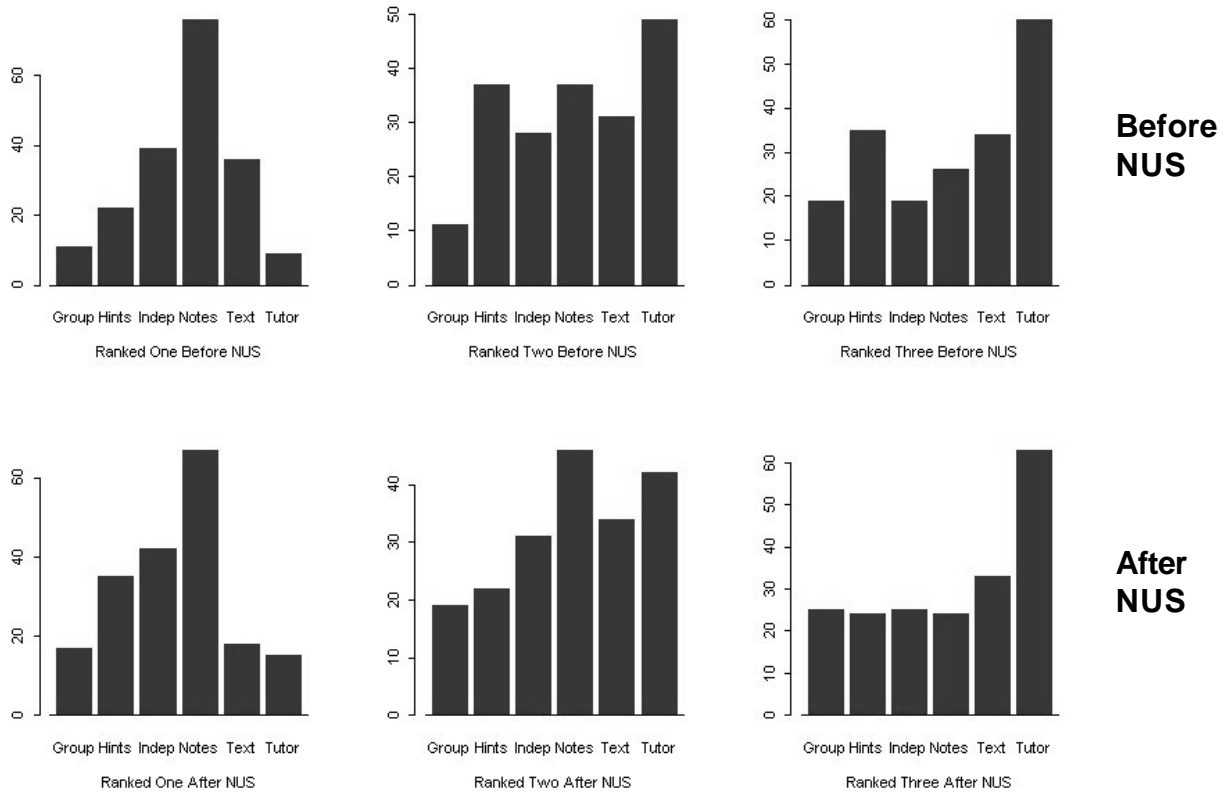 60
40
20
0
Group Hints Indep Notes Text Tutor
Ranked One Before NUS
50
40
30
20
10
0
Group Hints Indep Notes Text Tutor
Ranked Two Before NUS
60
50
40
30
20
10
0
Group Hints Indep Notes Text Tutor
Ranked Three Before NUS
Before
NUS
60
40
20
0
Group Hints Indep Notes Text Tutor
Ranked One After NUS
40
30
20
10
0
Group Hints Indep Notes Text Tutor
Ranked Two After NUS
60
50
40
30
20
10
0
Group Hints Indep Notes Text Tutor
Ranked Three After NUS
After
NUS